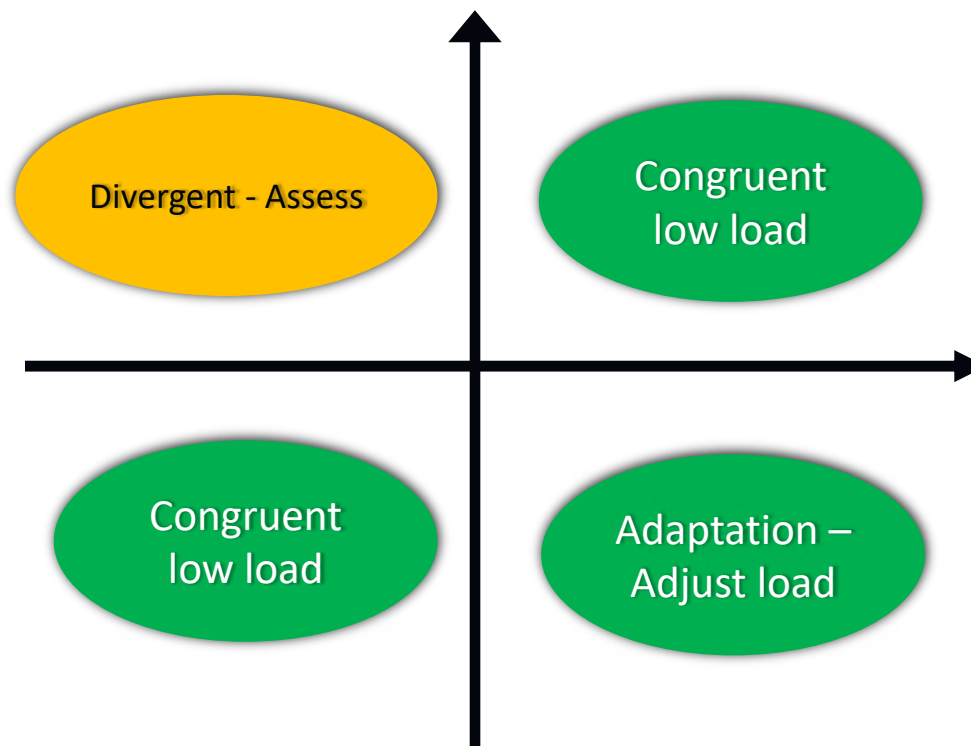 Divergent - Assess
Congruent
low load
Congruent
low load
Adaptation –
Adjust load